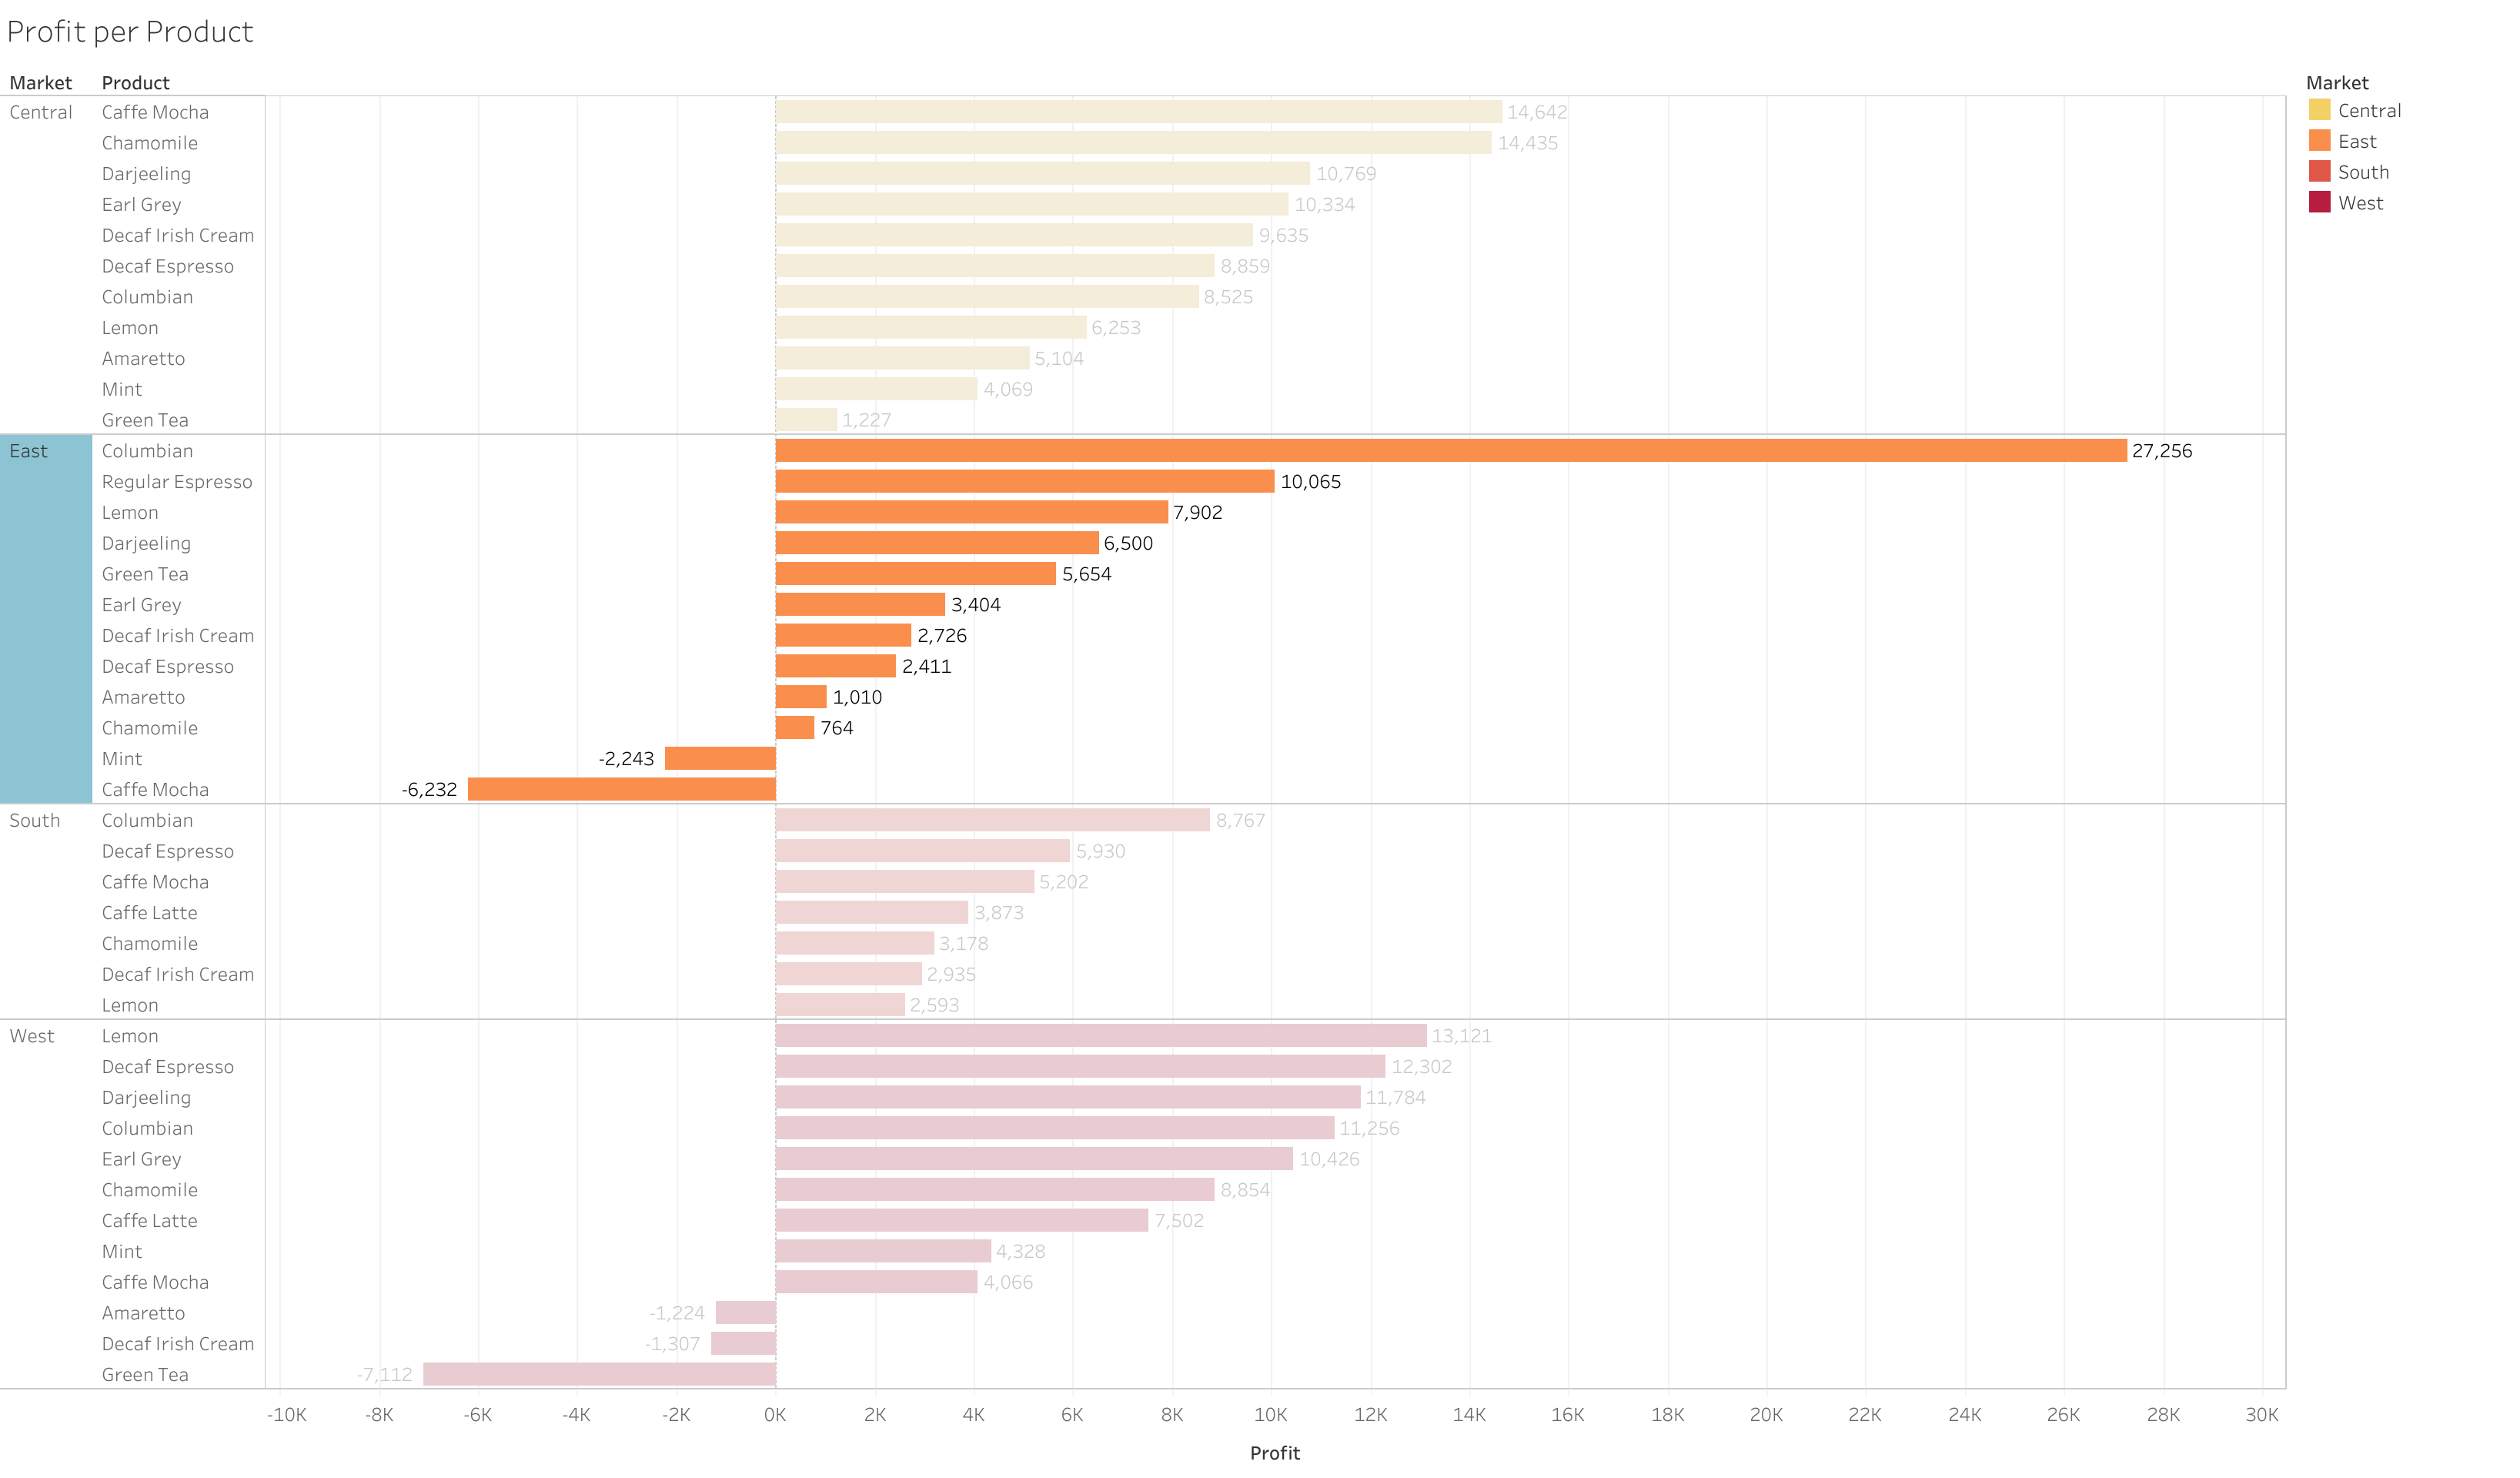 Profit per Product
Market Product
Central Caffe Mocha 14,642
Chamomile 14,435
Darjeeling 10,769
Earl Grey 10,334
Decaf Irish Cream 9,635
Decaf Espresso 8,859
Columbian 8,525
Lemon 6,253
Amaretto 5,104
Mint 4,069
Green Tea 1,227
East Columbian 27,256
Regular Espresso 10,065
Lemon 7,902
Darjeeling 6,500
Green Tea 5,654
Earl Grey 3,404
Decaf Irish Cream 2,726
Decaf Espresso 2,411
Amaretto 1,010
Chamomile 764
Mint -2,243
Caffe Mocha -6,232
South Columbian 8,767
Decaf Espresso 5,930
Caffe Mocha 5,202
Caffe Latte 3,873
Chamomile 3,178
Decaf Irish Cream 2,935
Lemon 2,593
West Lemon 13,121
Decaf Espresso 12,302
Darjeeling 11,784
Columbian 11,256
Earl Grey 10,426
Chamomile 8,854
Caffe Latte 7,502
Mint 4,328
Caffe Mocha 4,066
Amaretto -1,224
Decaf Irish Cream -1,307
Green Tea -7,112
-10K -8K -6K -4K -2K 0K 2K 4K 6K 8K 10K 12K 14K 16K 18K 20K 22K 24K 26K 28K 30K
Profit
Market
Central
East
South
West